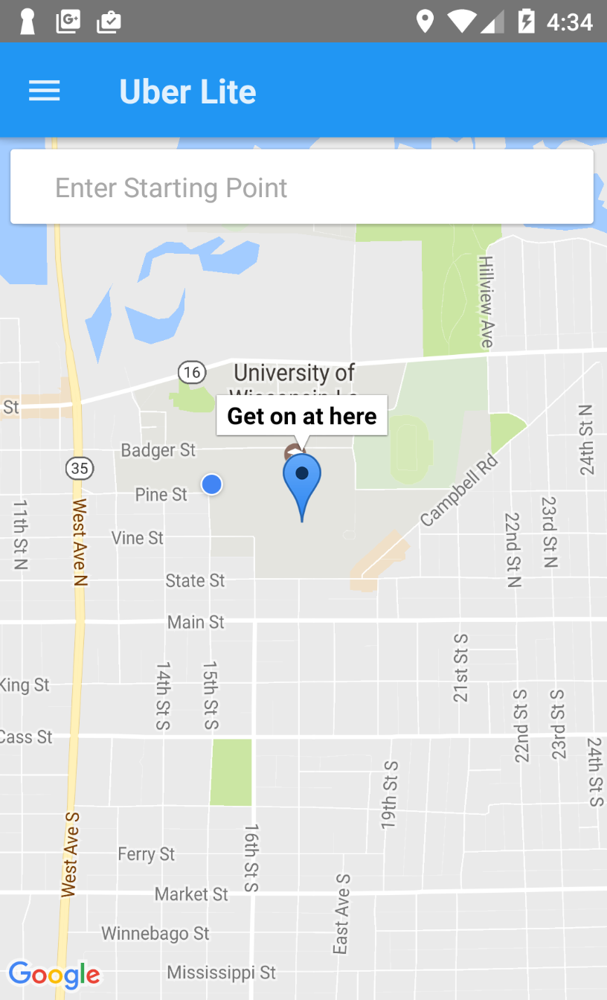 4:34
Uber Lite
Enter Starting Point
Hillview Ave
16
University of
St
Get on at here
24th St N
Badger St
35
Campbell Rd
Pine St
11th St N
West Ave N
23rd St N
22nd St N
Vine St
State St
Main St
21st St S
14th St S
15th St S
King St
22nd St S
23rd St S
Cass St
24th St S
19th St S
West Ave S
16th St S
Ferry St
East Ave S
Market St
Winnebago St
Google
Mississippi St